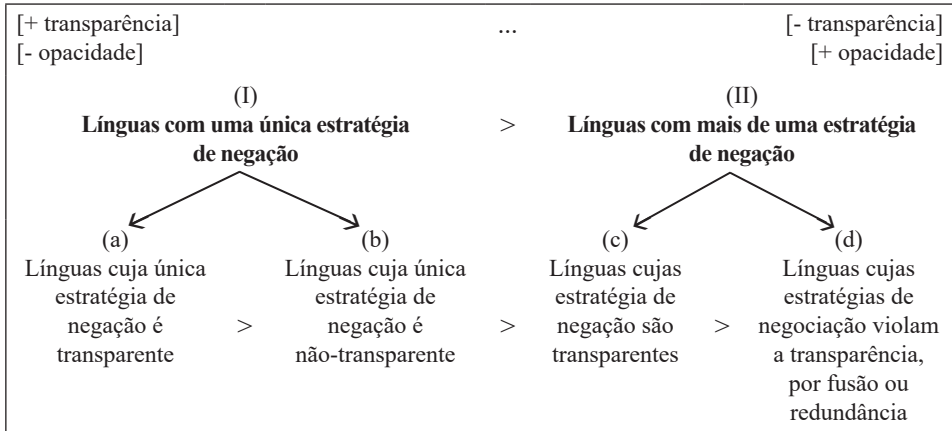 [+ transparência] ... [- transparência]
[- opacidade] [+ opacidade]
(I) (II)
Línguas com uma única estratégia > Línguas com mais de uma estratégia
de negação de negação
(a) (b) (c) (d)
Línguas cuja única Línguas cuja única Línguas cujas Línguas cujas
estratégia de estratégia de estratégia de estratégias de
negação é > negação é > negação são > negociação violam
transparente não-transparente transparentes a transparência,
por fusão ou
redundância